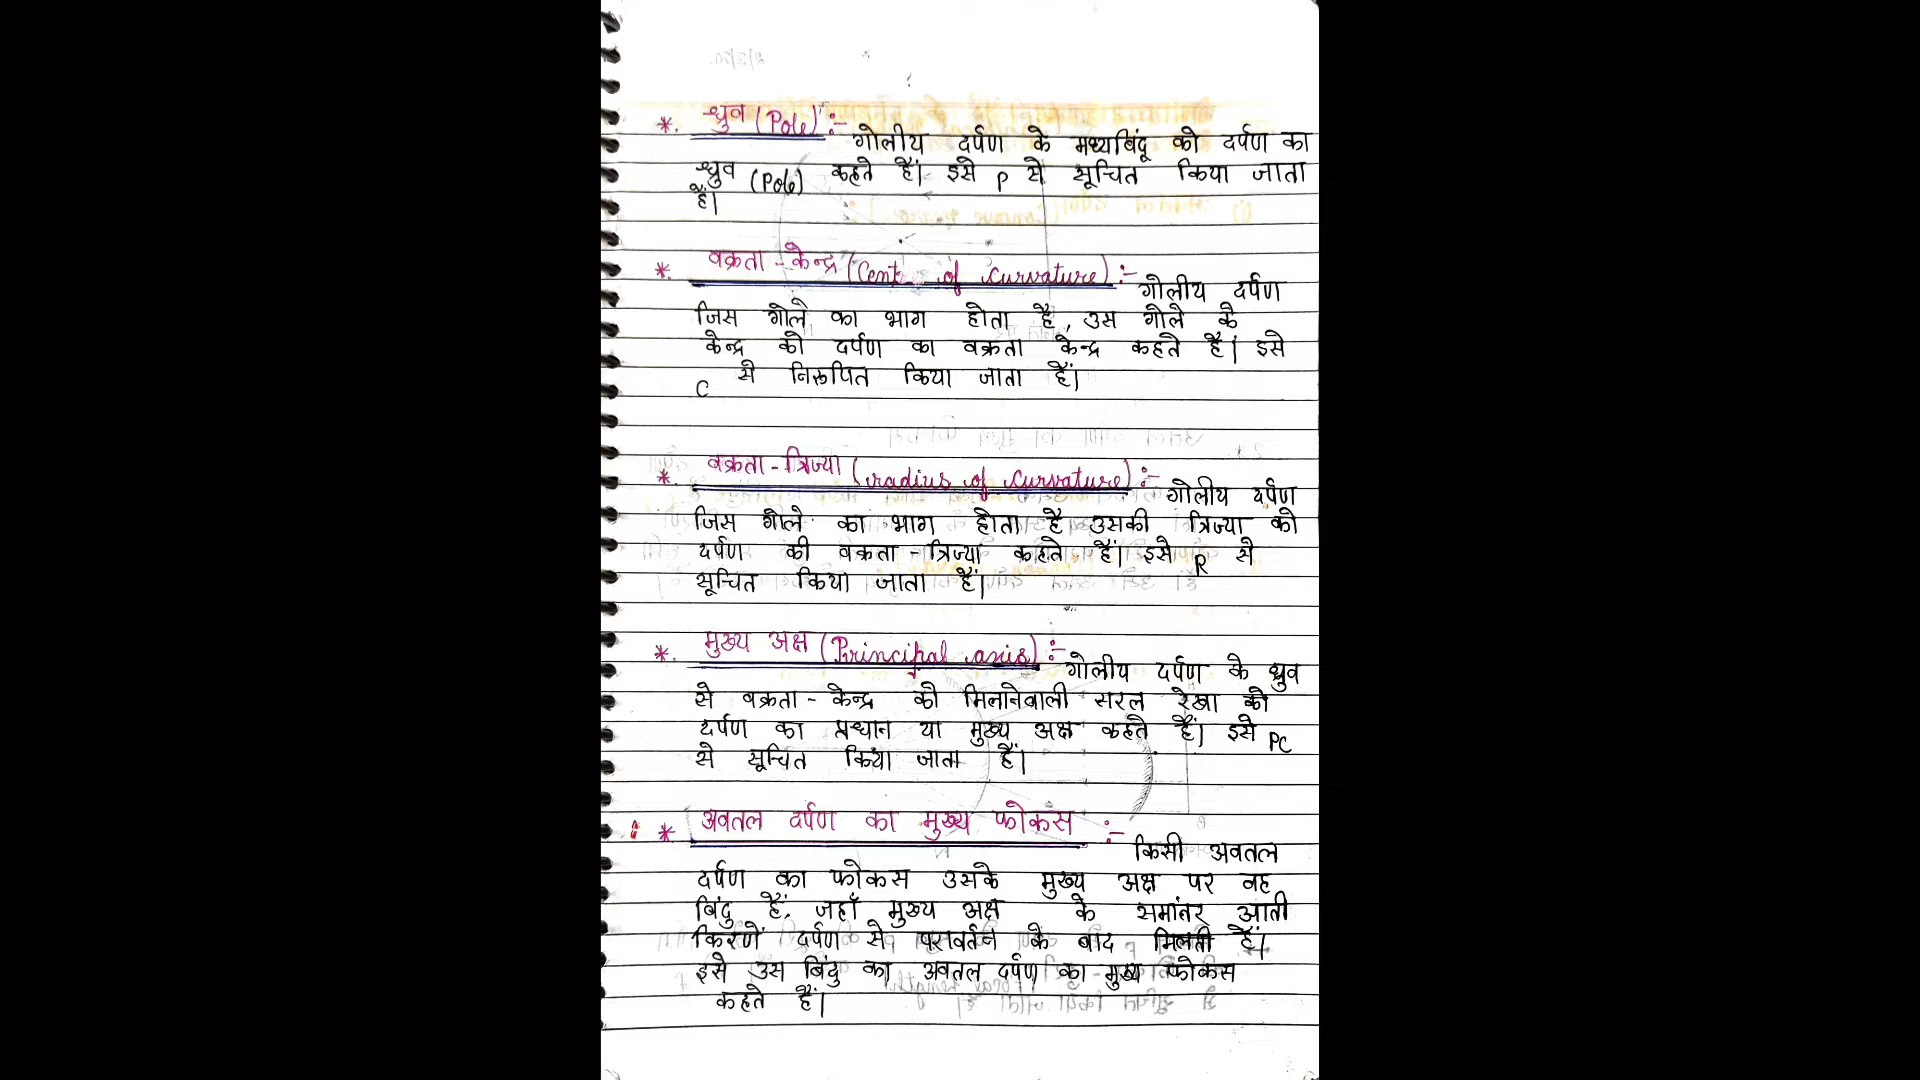 *. ध्रुव (Pole) :- गोलीय दर्पण के मध्यबिंदू को दर्पण का
ध्रुव (Pole) कहते हैं। इसे P से सूचित किया जाता
हैं।
*. वक्रता - केन्द्र (Cent of curvature) :- गोलीय दर्पण
जिस गोले का भाग होता है, उस गोले के
केन्द्र को दर्पण का वक्रता केन्द्र कहते हैं। इसे
C से निरूपित किया जाता हैं।
*. वक्रता - त्रिज्या (radius of curvature) :- गोलीय दर्पण
जिस गोले का भाग होता है उसकी त्रिज्या को
दर्पण की वक्रता - त्रिज्या कहते हैं। इसे R से
सूचित किया जाता हैं।
*. मुख्य अक्ष (Principal axis) :- गोलीय दर्पण के ध्रुव
से वक्रता - केन्द्र को मिलानेवाली सरल रेखा को
दर्पण का प्रधान या मुख्य अक्ष कहते हैं। इसे PC
से सूचित किया जाता हैं।
* अवतल दर्पण का मुख्य फोकस :- किसी अवतल
दर्पण का फोकस उसके मुख्य अक्ष पर वह
बिंदु हैं, जहाँ मुख्य अक्ष के समांतर आती
किरणें दर्पण से परावर्तन के बाद मिलती हैं।
इसे उस बिंदु का अवतल दर्पण का मुख्य फोकस
कहते हैं।